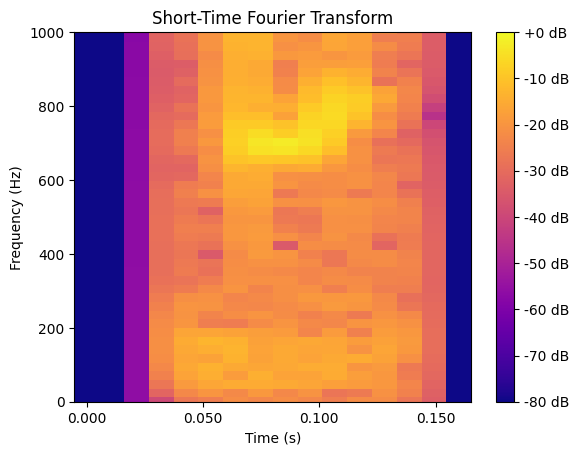 Short-Time Fourier Transform
1000
800
600
400
200
0
Frequency (Hz)
0.000
0.050
0.100
0.150
Time (s)
+0 dB
-10 dB
-20 dB
-30 dB
-40 dB
-50 dB
-60 dB
-70 dB
-80 dB